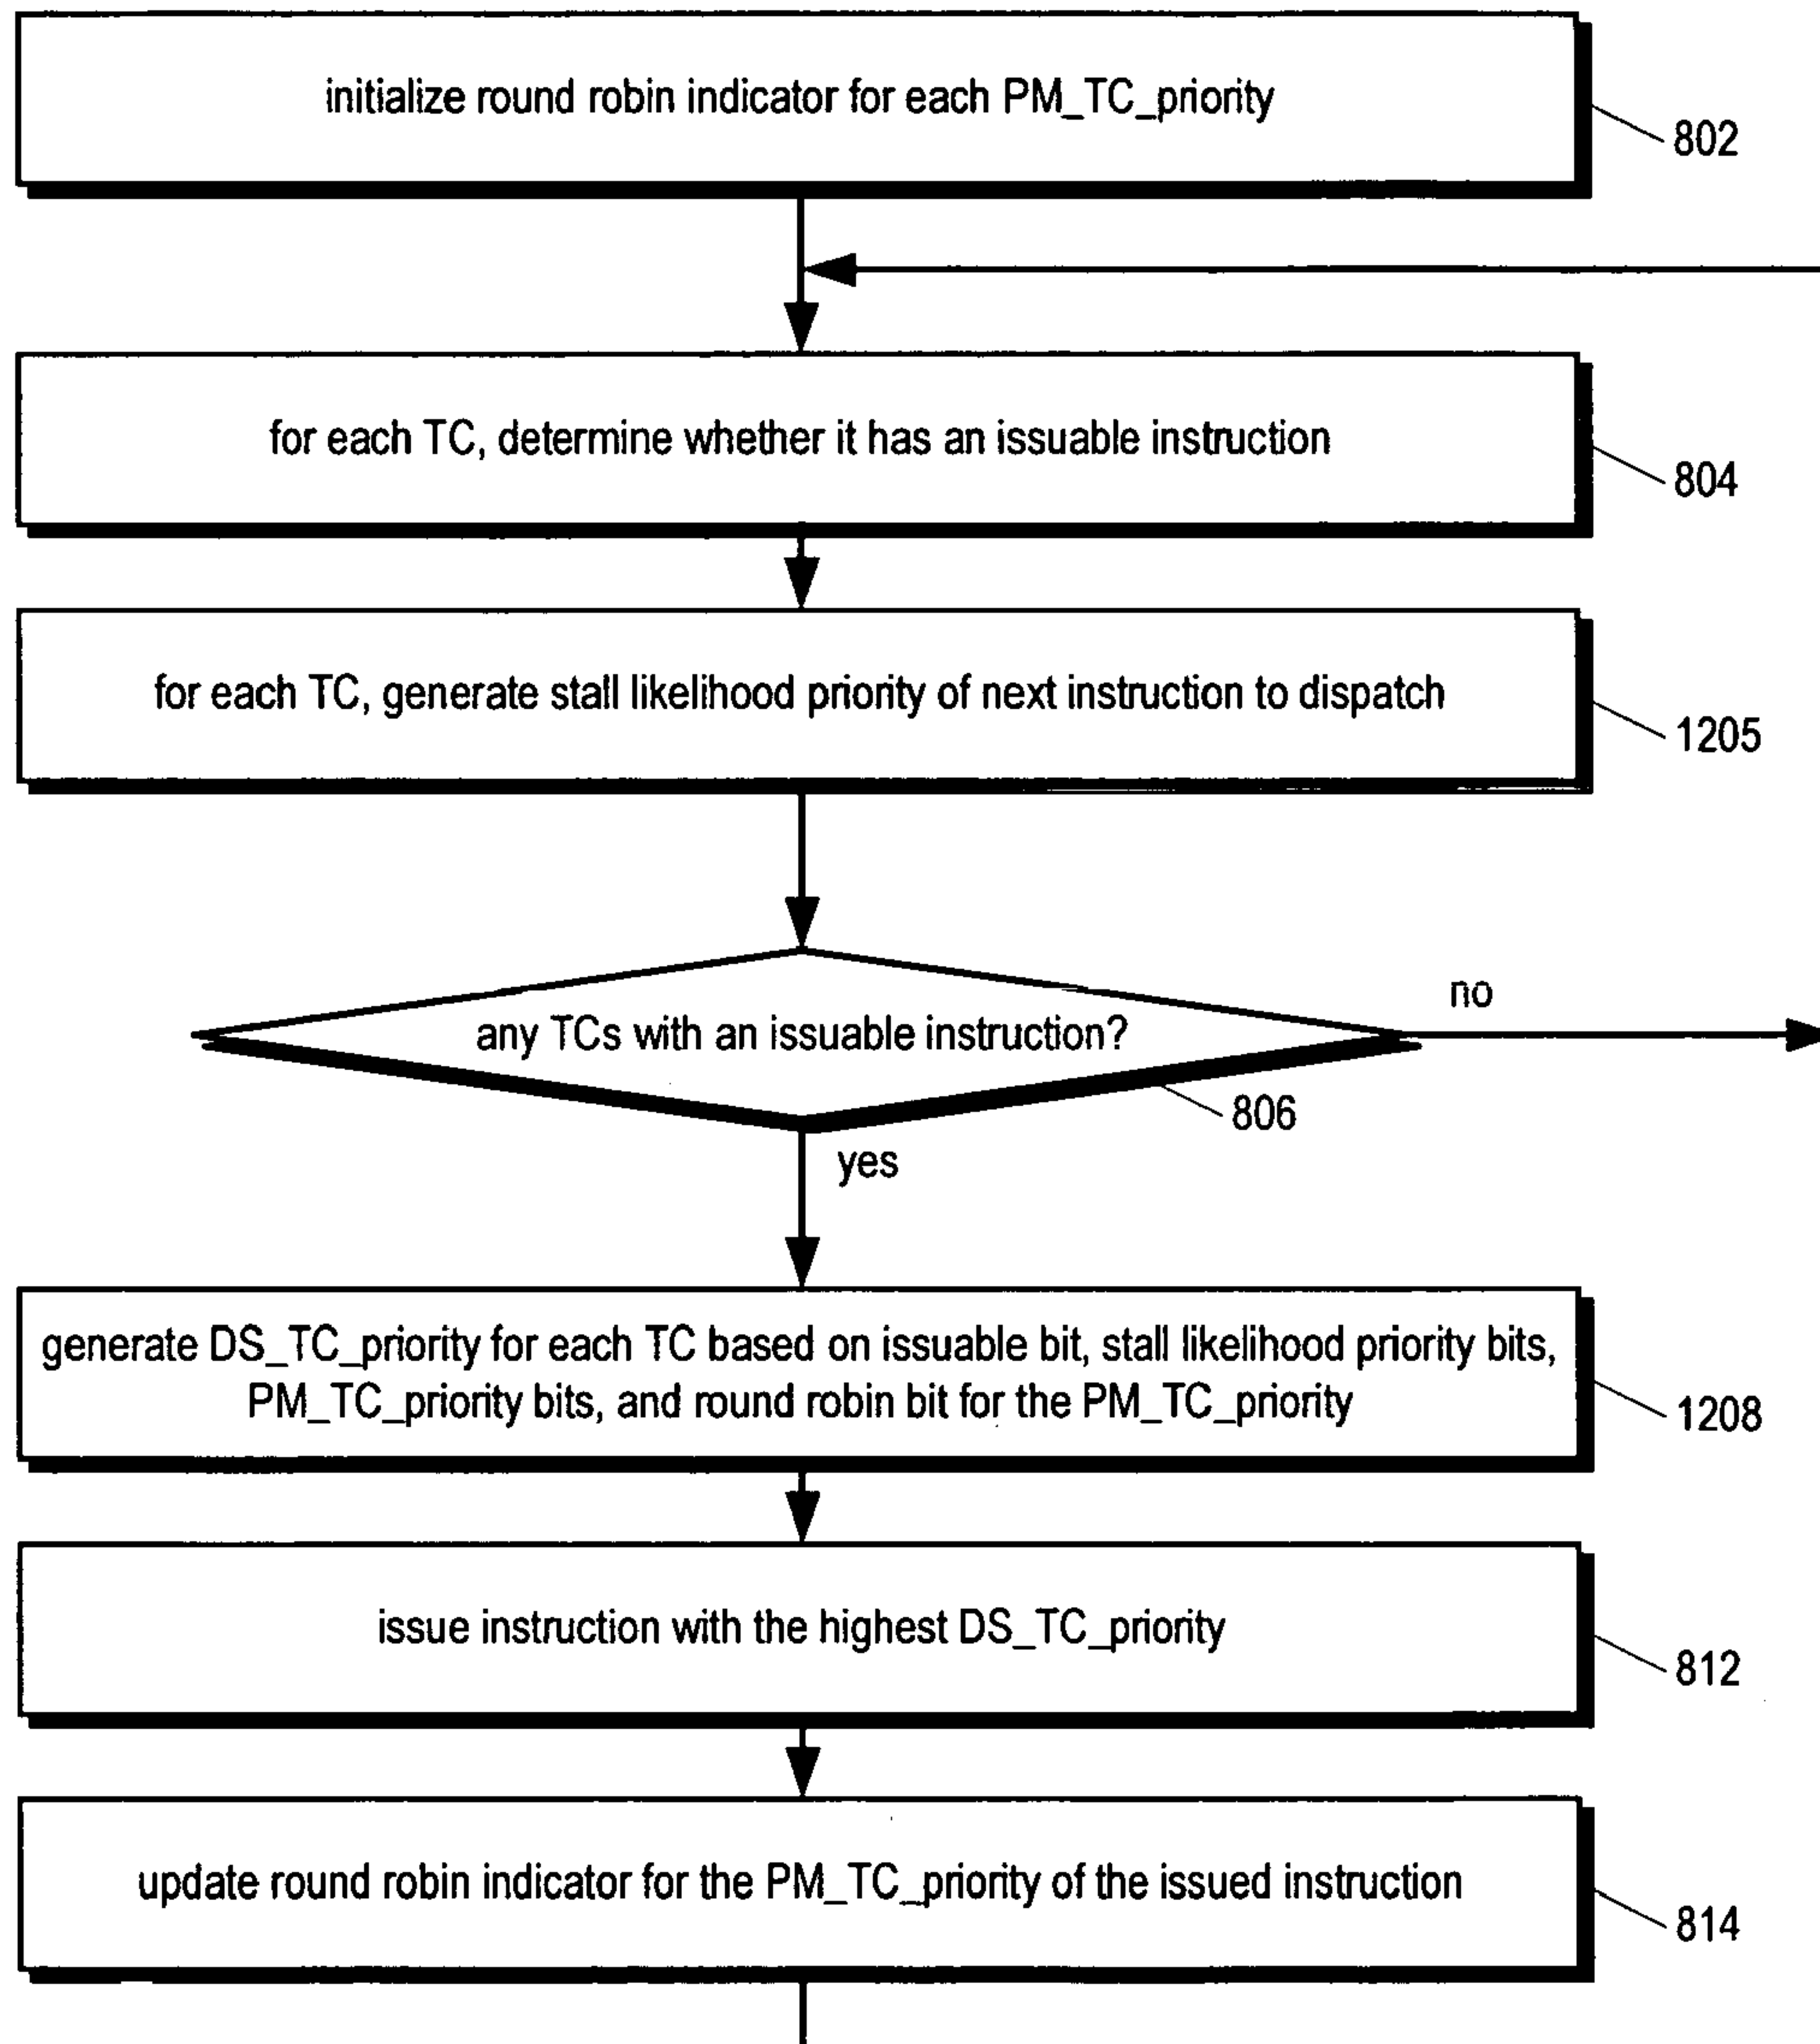 initialize round robin indicator for each PM_TC_priority
802
for each TC, determine whether it has an issuable instruction
804
for each TC, generate stall likelihood priority of next instruction to dispatch
1205
no
any TCs with an issuable instruction?
806
yes
generate DS_TC_priority for each TC based on issuable bit, stall likelihood priority bits,
PM_TC_priority bits, and round robin bit for the PM_TC_priority
1208
issue instruction with the highest DS_TC_priority
812
update round robin indicator for the PM_TC_priority of the issued instruction
814